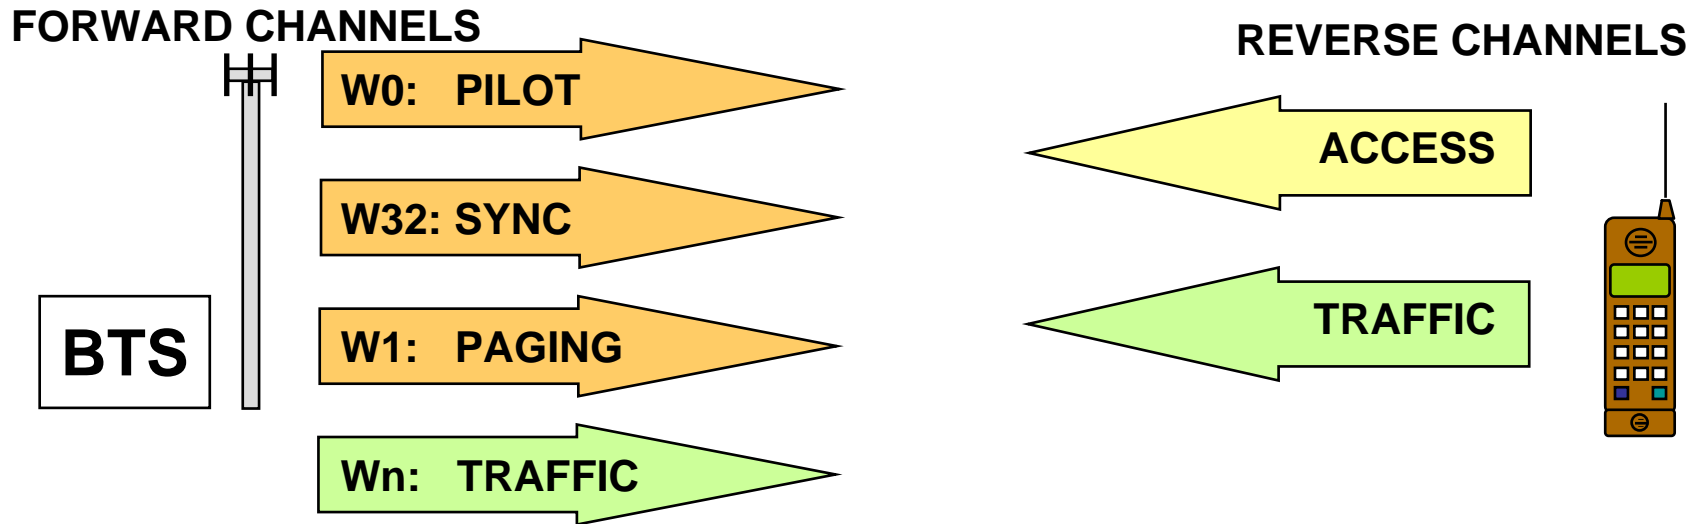 FORWARD CHANNELS
REVERSE CHANNELS
W0: PILOT
ACCESS
W32: SYNC
TRAFFIC
BTS
W1: PAGING
Wn: TRAFFIC